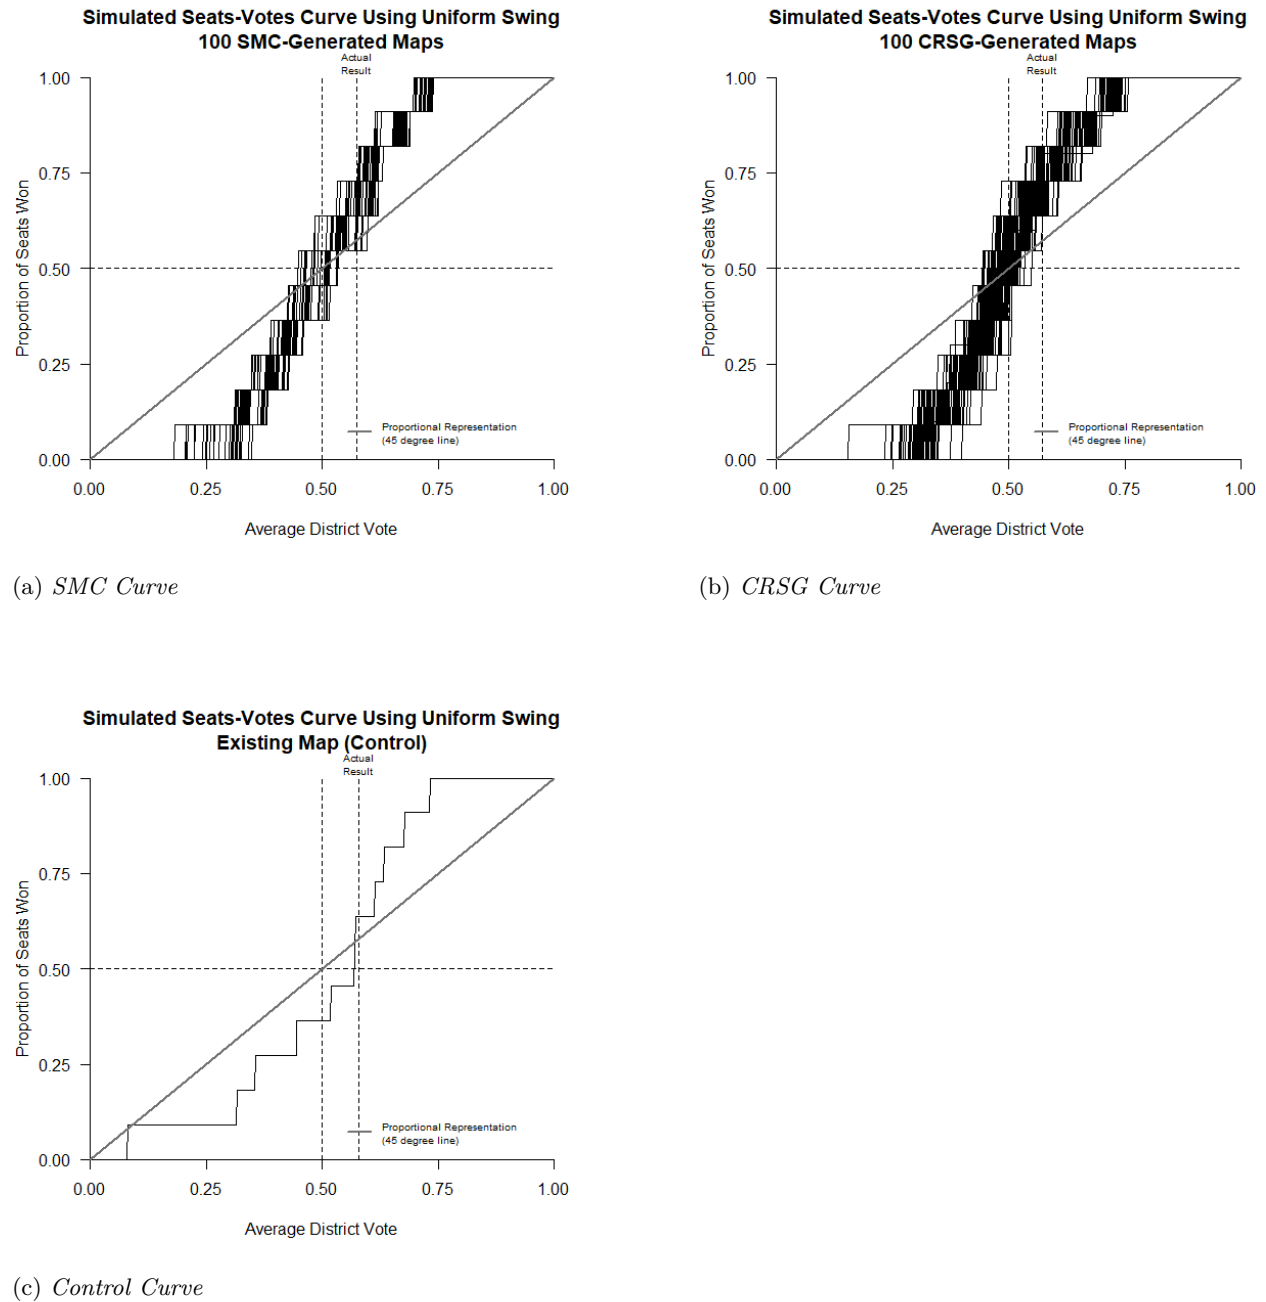 Simulated Seats-Votes Curve Using Uniform Swing
100 SMC-Generated Maps
Actual
Result
1.00
0.75
0.50
0.25
0.00
Proportion of Seats Won
Proportional Representation
(45 degree line)
0.00 0.25 0.50 0.75 1.00
Average District Vote
(a) SMC Curve
Simulated Seats-Votes Curve Using Uniform Swing
100 CRSG-Generated Maps
Actual
Result
1.00
0.75
0.50
0.25
0.00
Proportion of Seats Won
Proportional Representation
(45 degree line)
0.00 0.25 0.50 0.75 1.00
Average District Vote
(b) CRSG Curve
Simulated Seats-Votes Curve Using Uniform Swing
Existing Map (Control)
Actual
Result
1.00
0.75
0.50
0.25
0.00
Proportion of Seats Won
Proportional Representation
(45 degree line)
0.00 0.25 0.50 0.75 1.00
Average District Vote
(c) Control Curve